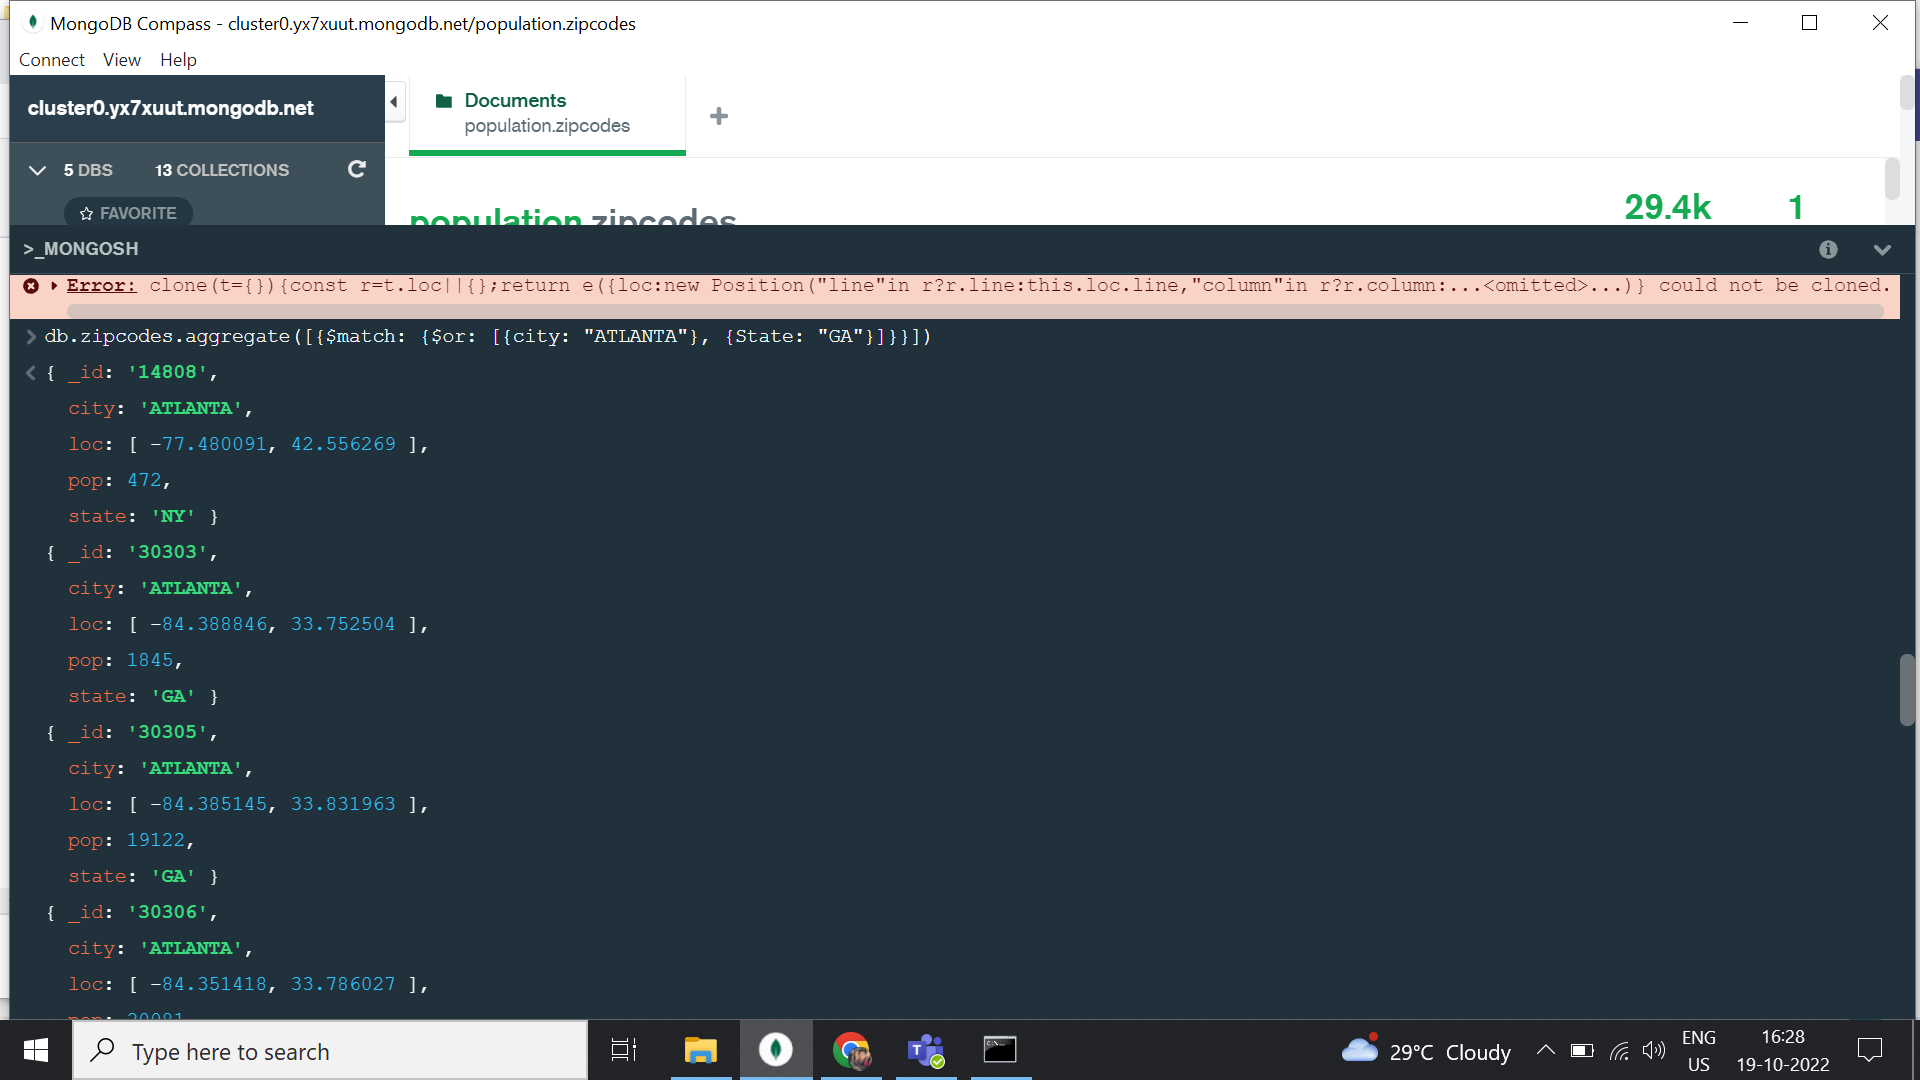 MongoDB Compass - cluster0.yx7xuut.mongodb.net/population.zipcodes
Connect View Help
cluster0.yx7xuut.mongodb.net
Documents
population.zipcodes
5 DBS 13 COLLECTIONS
FAVORITE
population.zipcodes
29.4k 1
>_MONGOSH
Error: clone(t={}){const r=t.loc||{};return e({loc:new Position("line"in r?r.line:this.loc.line,"column"in r?r.column:...<omitted>...)} could not be cloned.
db.zipcodes.aggregate([{$match: {$or: [{city: "ATLANTA"}, {State: "GA"}]}}])
{ _id: '14808',
city: 'ATLANTA',
loc: [ -77.480091, 42.556269 ],
pop: 472,
state: 'NY' }
{ _id: '30303',
city: 'ATLANTA',
loc: [ -84.388846, 33.752504 ],
pop: 1845,
state: 'GA' }
{ _id: '30305',
city: 'ATLANTA',
loc: [ -84.385145, 33.831963 ],
pop: 19122,
state: 'GA' }
{ _id: '30306',
city: 'ATLANTA',
loc: [ -84.351418, 33.786027 ],
pop: 20081
Type here to search
29°C Cloudy
ENG
US
16:28
19-10-2022